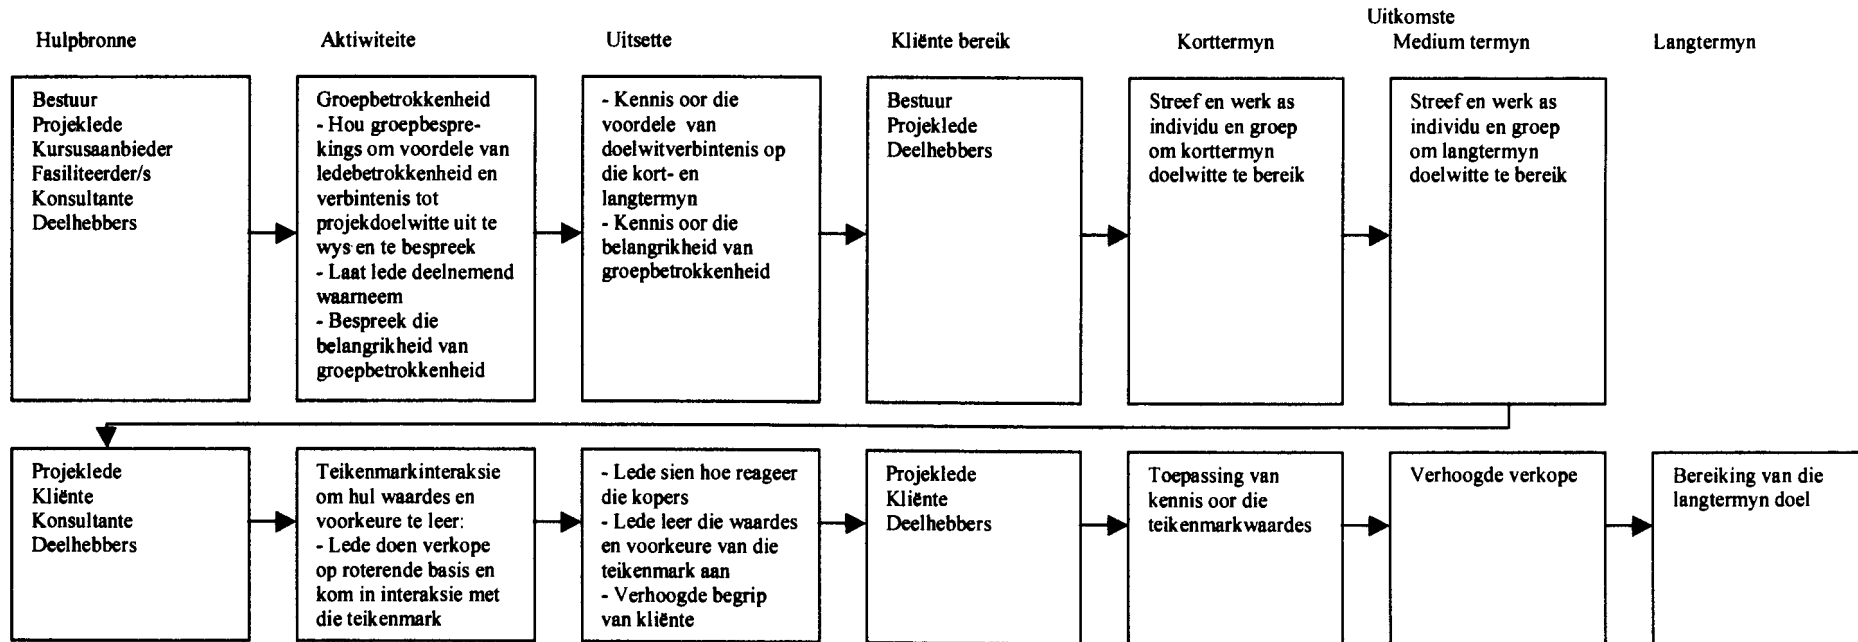 Uitkomste
Hulpbronne
Aktiwiteite
Uitsette
Kliënte bereik
Korttermyn
Medium termyn
Langtermyn
Bestuur
Projeklede
Kursusaanbieder
Fasiliteerder/s
Konsultante
Deelhebbers
Groepbetrokkenheid
- Hou groepbespre-
kings om voordele van
ledebetrokkenheid en
verbintenis tot
projekdoelwitte uit te
wys en te bespreek
- Laat lede deelnemend
waarneem
- Bespreek die
belangrikheid van
groepbetrokkenheid
- Kennis oor die
voordele van
doelwitverbintenis op
die kort- en
langtermyn
- Kennis oor die
belangrikheid van
groepbetrokkenheid
Bestuur
Projeklede
Deelhebbers
Streef en werk as
individu en groep
om korttermyn
doelwitte te bereik
Streef en werk as
individu en groep
om langtermyn
doelwitte te bereik
Projeklede
Kliënte
Konsultante
Deelhebbers
Teikenmarkinteraksie
om hul waardes en
voorkeure te leer:
- Lede doen verkope
op roterende basis en
kom in interaksie met
die teikenmark
- Lede sien hoe reageer
die kopers
- Lede leer die waardes
en voorkeure van die
teikenmark aan
- Verhoogde begrip
van kliënte
Projeklede
Kliënte
Deelhebbers
Toepassing van
kennis oor die
teikenmarkwaardes
Verhoogde verkope
Bereiking van die
langtermyn doel